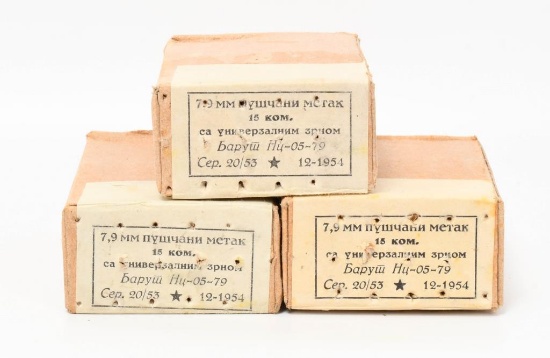 7,9 мм пушчани метак
15 ком.
са универзалним зрном
Барут Нц-05-79
Сер. 20/53 ★ 12-1954
7,9 мм пушчани метак
15 ком.
са универзалним зрном
Барут Нц-05-79
Сер. 20/53 ★ 12-1954
7,9 мм пушчани метак
15 ком.
са универзалним зрном
Барут Нц-05-79
Сер. 20/53 ★ 12-1954